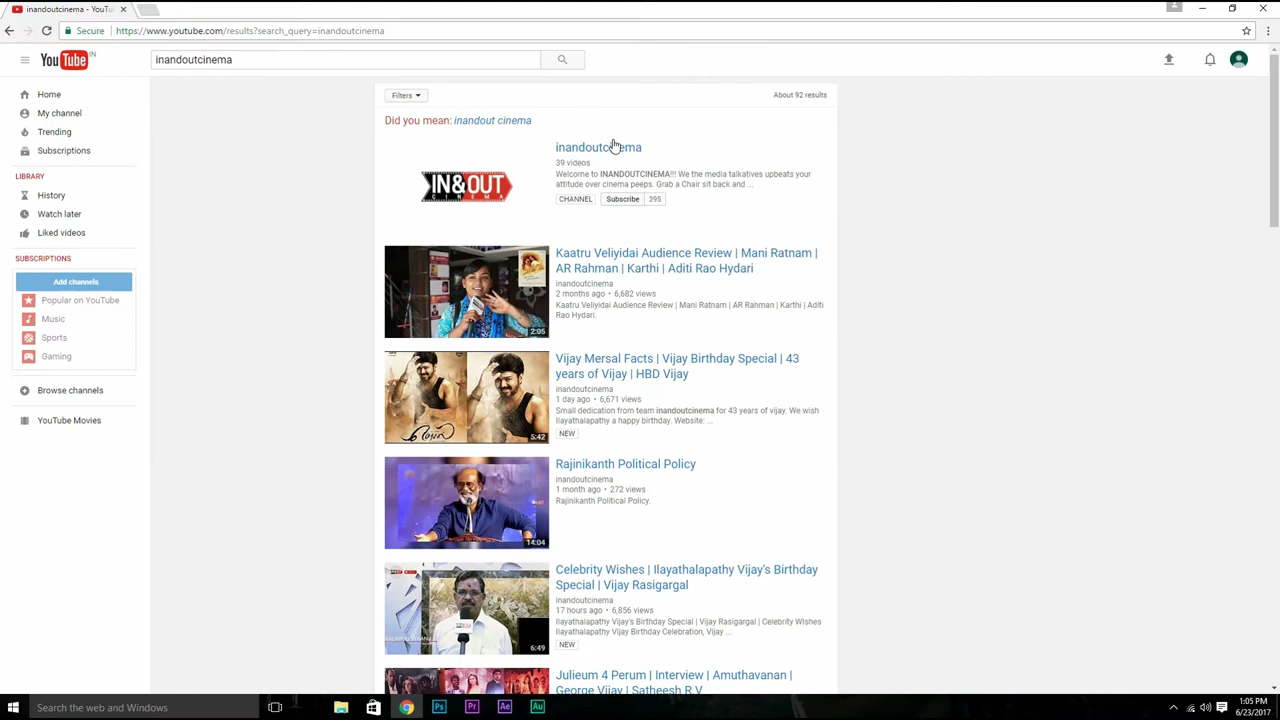 inandoutcinema - YouTu
Secure
https://www.youtube.com/results?search_query=inandoutcinema
YouTube IN
inandoutcinema
Home
My channel
Trending
Subscriptions
LIBRARY
History
Watch later
Liked videos
SUBSCRIPTIONS
Add channels
Popular on YouTube
Music
Sports
Gaming
Browse channels
YouTube Movies
Filters
About 92 results
Did you mean: inandout cinema
IN&OUT
CINEMA
inandoutcinema
39 videos
Welcome to INANDOUTCINEMA!!! We the media talkatives upbeats your
attitude over cinema peeps. Grab a Chair sit back and ...
CHANNEL Subscribe 395
2:05
Kaatru Veliyidai Audience Review | Mani Ratnam |
AR Rahman | Karthi | Aditi Rao Hydari
inandoutcinema
2 months ago • 6,682 views
Kaatru Veliyidai Audience Review | Mani Ratnam | AR Rahman | Karthi | Aditi
Rao Hydari.
மெர்சல்
5:42
Vijay Mersal Facts | Vijay Birthday Special | 43
years of Vijay | HBD Vijay
inandoutcinema
1 day ago • 6,671 views
Small dedication from team inandoutcinema for 43 years of vijay. We wish
Ilayathalapathy a happy birthday. Website: ...
NEW
14:04
Rajinikanth Political Policy
inandoutcinema
1 month ago • 272 views
Rajinikanth Political Policy.
6:49
Celebrity Wishes | Ilayathalapathy Vijay's Birthday
Special | Vijay Rasigargal
inandoutcinema
17 hours ago • 6,856 views
Ilayathalapathy Vijay's Birthday Special | Vijay Rasigargal | Celebrity WIshes
Ilayathalapathy Vijay Birthday Celebration, Vijay ...
NEW
Julieum 4 Perum | Interview | Amuthavanan |
George Vijay | Satheesh R.V
Search the web and Windows
Ps
Pr
Ae
Au
1:05 PM
6/23/2017